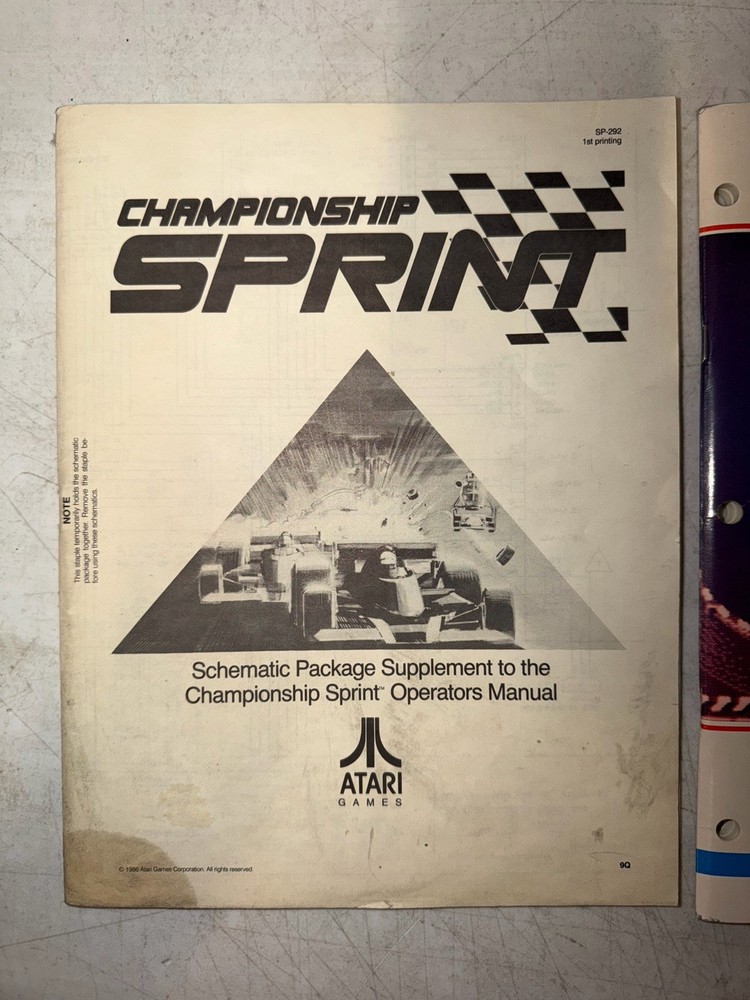 SP-292
1st printing
CHAMPIONSHIP
SPRINT
NOTE
This staple temporarily holds the schematic
package together. Remove the staple be-
fore using these schematics.
Schematic Package Supplement to the
Championship Sprint™ Operators Manual
ATARI
GAMES
© 1986 Atari Games Corporation. All rights reserved.
9Q